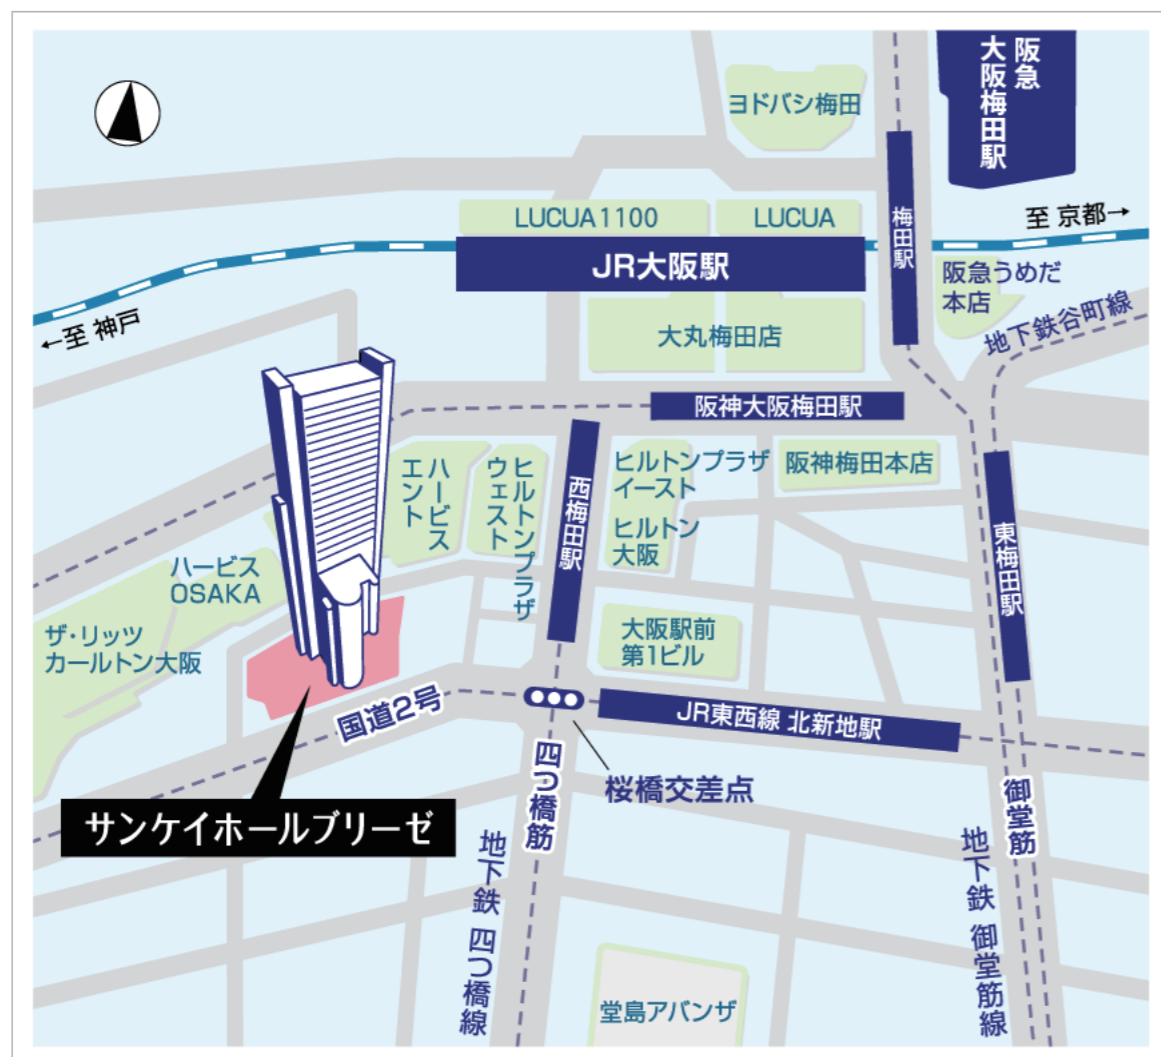 阪急
大阪梅田駅
ヨドバシ梅田
梅田駅
至 京都→
LUCUA1100
LUCUA
JR大阪駅
阪急うめだ
本店
←至 神戸
大丸梅田店
地下鉄谷町線
阪神大阪梅田駅
ハービス
エント
ヒルトンプラザ
ウェスト
西梅田駅
ヒルトンプラザ
イースト
ヒルトン
大阪
阪神梅田本店
東梅田駅
ハービス
OSAKA
ザ・リッツ
カールトン大阪
大阪駅前
第1ビル
国道2号
JR東西線 北新地駅
桜橋交差点
サンケイホールブリーゼ
四つ橋筋
御堂筋
地下鉄 四つ橋線
地下鉄 御堂筋線
堂島アバンザ